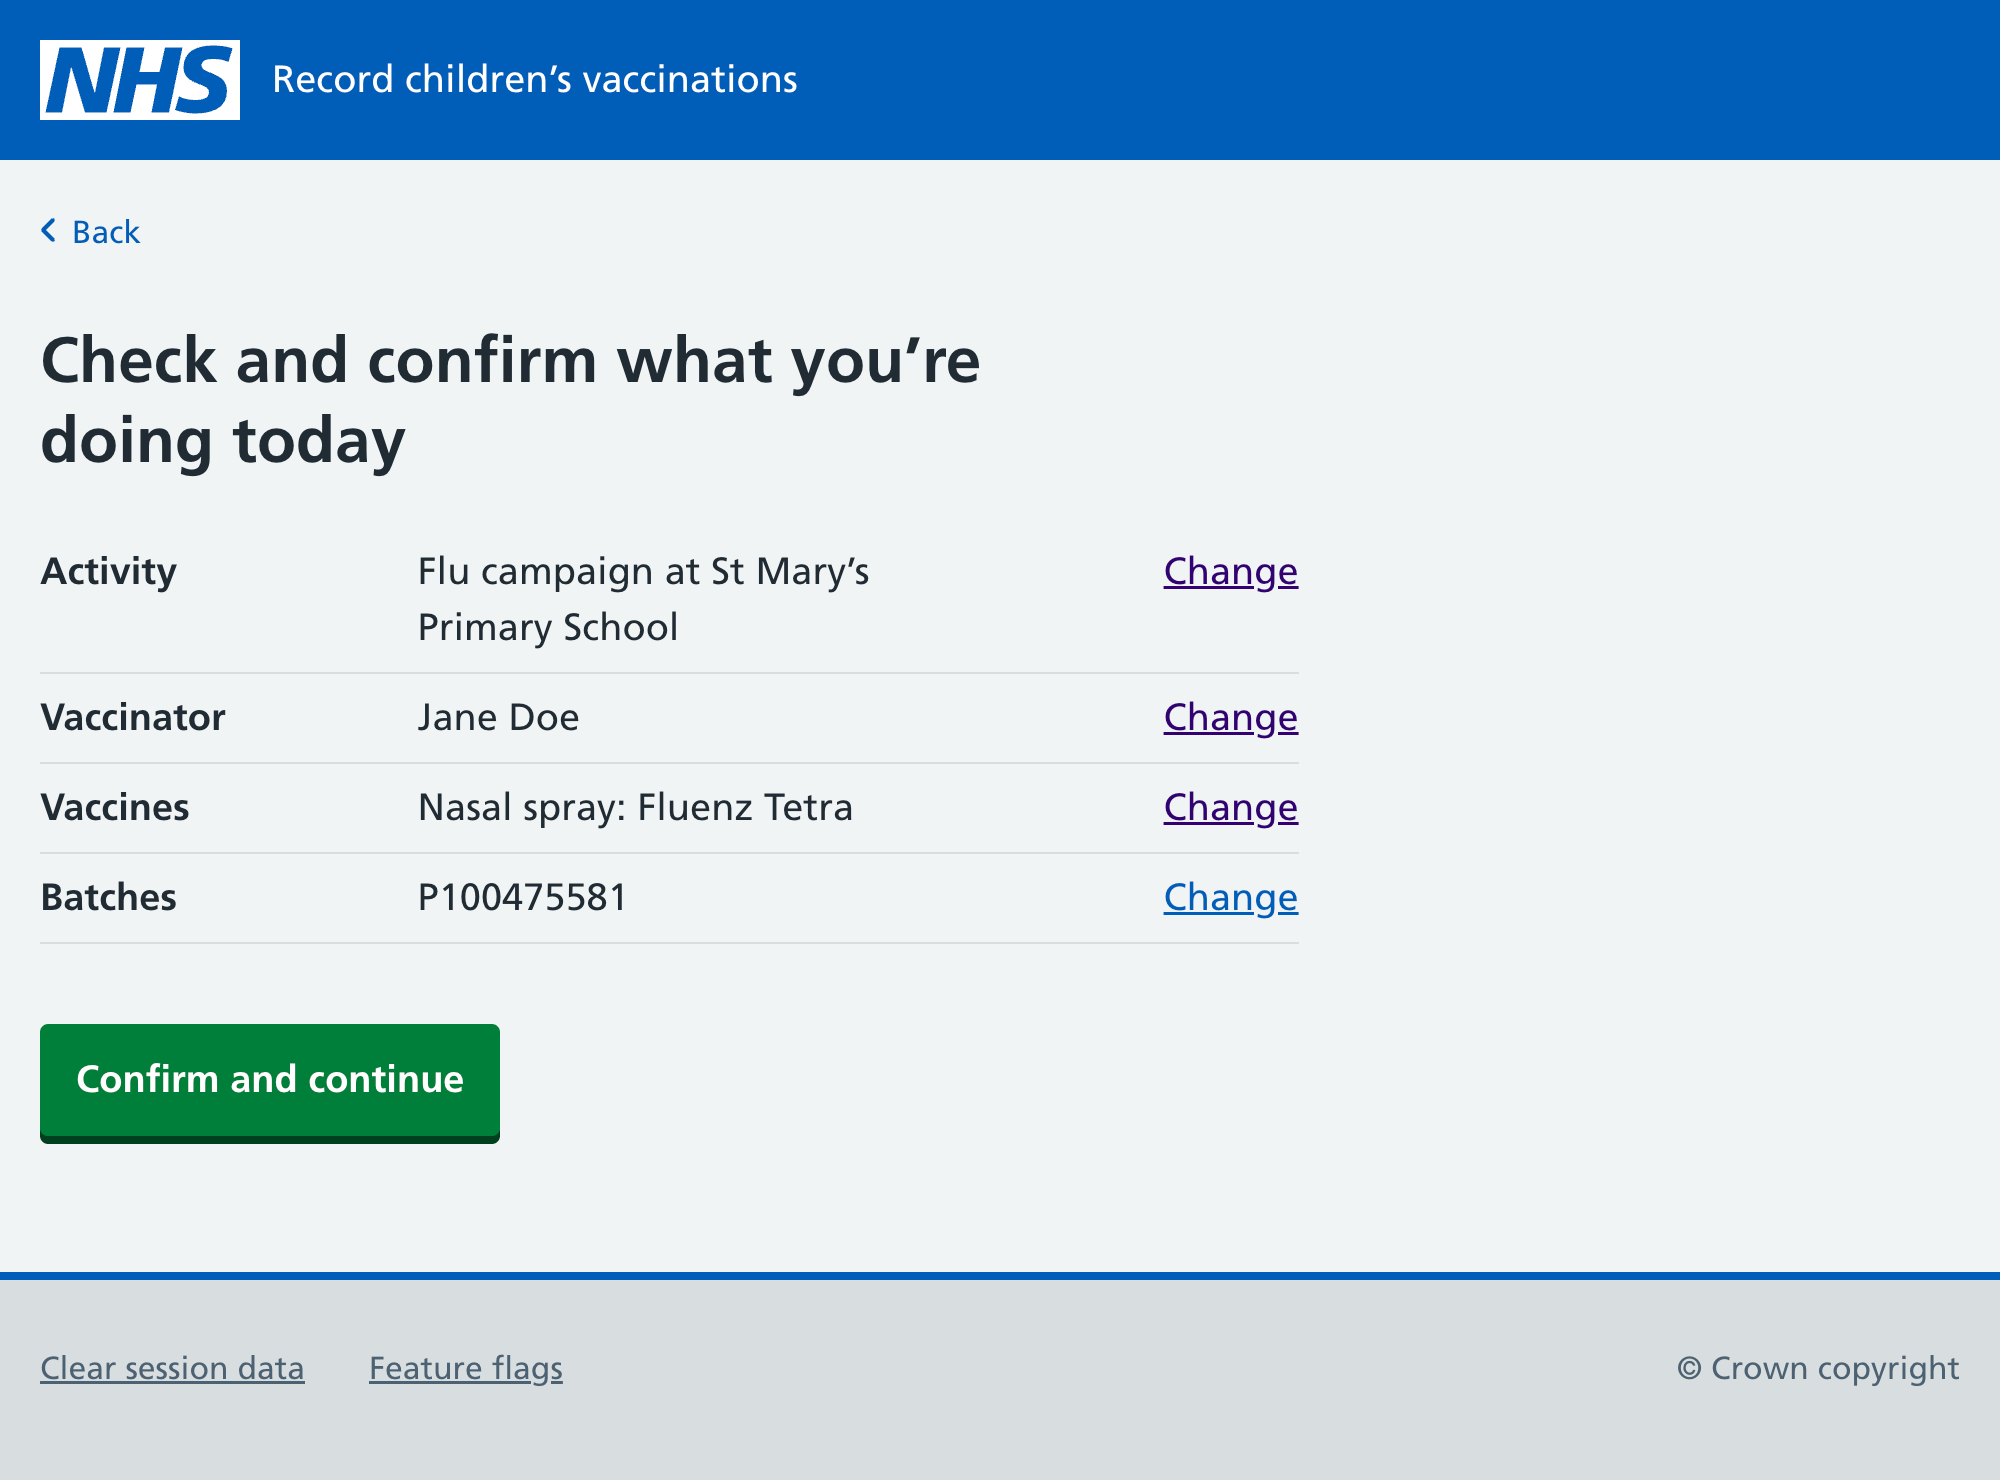 NHS Record children’s vaccinations
Back
Check and confirm what you’re
doing today
Activity Flu campaign at St Mary’s Change
Primary School
Vaccinator Jane Doe Change
Vaccines Nasal spray: Fluenz Tetra Change
Batches P100475581 Change
Confirm and continue
Clear session data Feature flags © Crown copyright